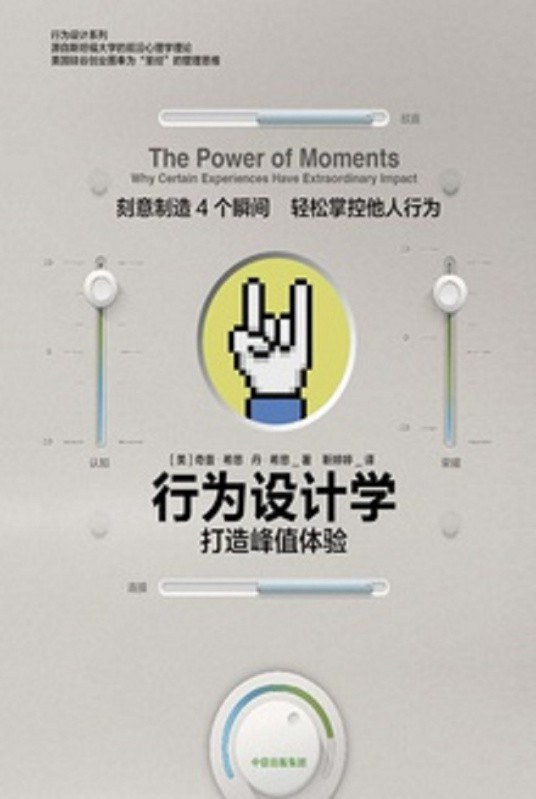 行为设计系列
源自斯坦福大学的前沿心理学理论
美国硅谷创业圈奉为“圣经”的管理思维
欣喜
The Power of Moments
Why Certain Experiences Have Extraordinary Impact
刻意制造 4 个瞬间 轻松掌控他人行为
认知
荣耀
[美]奇普·希思 丹·希思_著 靳婷婷_译
行为设计学
打造峰值体验
连接
中信出版集团